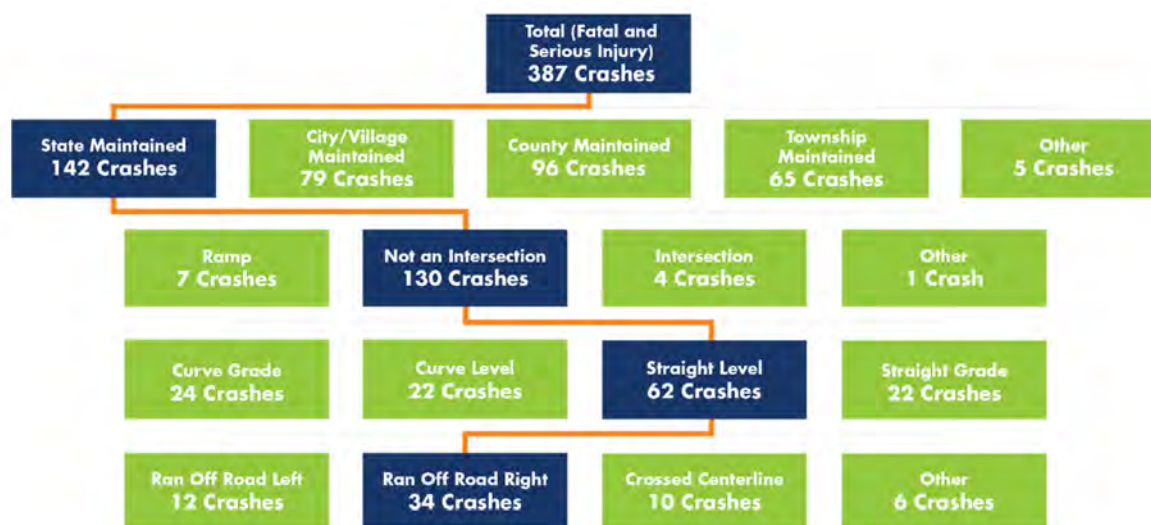 Total (Fatal and
Serious Injury)
387 Crashes
State Maintained
142 Crashes
City/Village
Maintained
79 Crashes
County Maintained
96 Crashes
Township
Maintained
65 Crashes
Other
5 Crashes
Ramp
7 Crashes
Not an Intersection
130 Crashes
Intersection
4 Crashes
Other
1 Crash
Curve Grade
24 Crashes
Curve Level
22 Crashes
Straight Level
62 Crashes
Straight Grade
22 Crashes
Ran Off Road Left
12 Crashes
Ran Off Road Right
34 Crashes
Crossed Centerline
10 Crashes
Other
6 Crashes